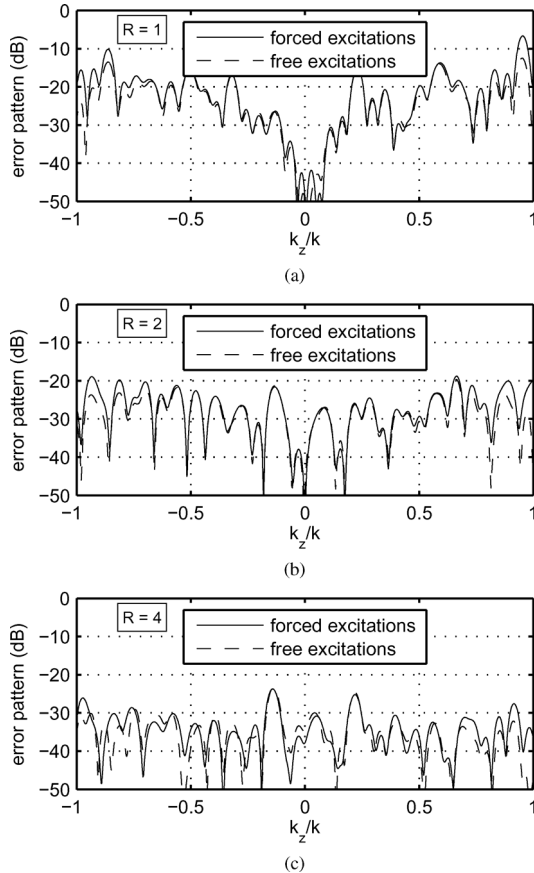 0
−10
−20
−30
−40
−50
error pattern (dB)
R = 1
forced excitations
free excitations
−1
−0.5
0
0.5
1
k_z/k
(a)
0
−10
−20
−30
−40
−50
error pattern (dB)
R = 2
forced excitations
free excitations
−1
−0.5
0
0.5
1
k_z/k
(b)
0
−10
−20
−30
−40
−50
error pattern (dB)
R = 4
forced excitations
free excitations
−1
−0.5
0
0.5
1
k_z/k
(c)